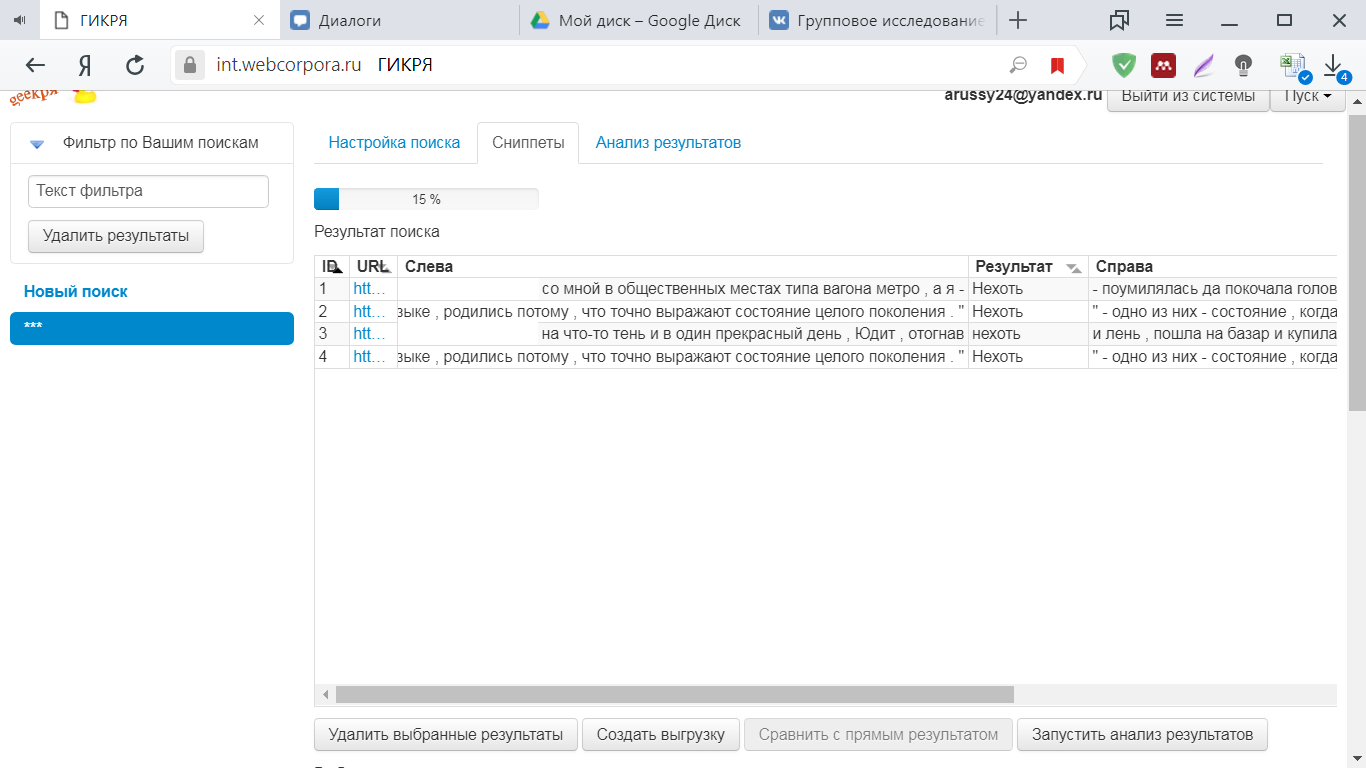 ГИКРЯ
Диалоги
Мой диск – Google Диск
Групповое исследование
Я
int.webcorpora.ru ГИКРЯ
4
geekря
arussy24@yandex.ru
Выйти из системы
Пуск
Фильтр по Вашим поискам
Текст фильтра
Удалить результаты
Новый поиск
***
Настройка поиска
Сниппеты
Анализ результатов
15 %
Результат поиска
ID URL Слева Результат Справа
1 htt... со мной в общественных местах типа вагона метро , а я - Нехоть - поумилялась да покочала голов
2 htt... зыке , родились потому , что точно выражают состояние целого поколения . " Нехоть " - одно из них - состояние , когда
3 htt... на что-то тень и в один прекрасный день , Юдит , отогнав нехоть и лень , пошла на базар и купила
4 htt... зыке , родились потому , что точно выражают состояние целого поколения . " Нехоть " - одно из них - состояние , когда
Удалить выбранные результаты
Создать выгрузку
Сравнить с прямым результатом
Запустить анализ результатов